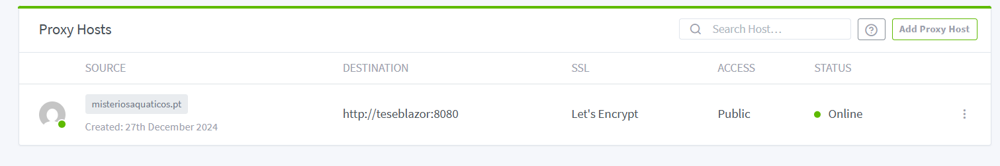 Proxy Hosts
Search Host...
Add Proxy Host
SOURCE DESTINATION SSL ACCESS STATUS
misteriosaquaticos.pt
http://teseblazor:8080 Let's Encrypt Public Online
Created: 27th December 2024